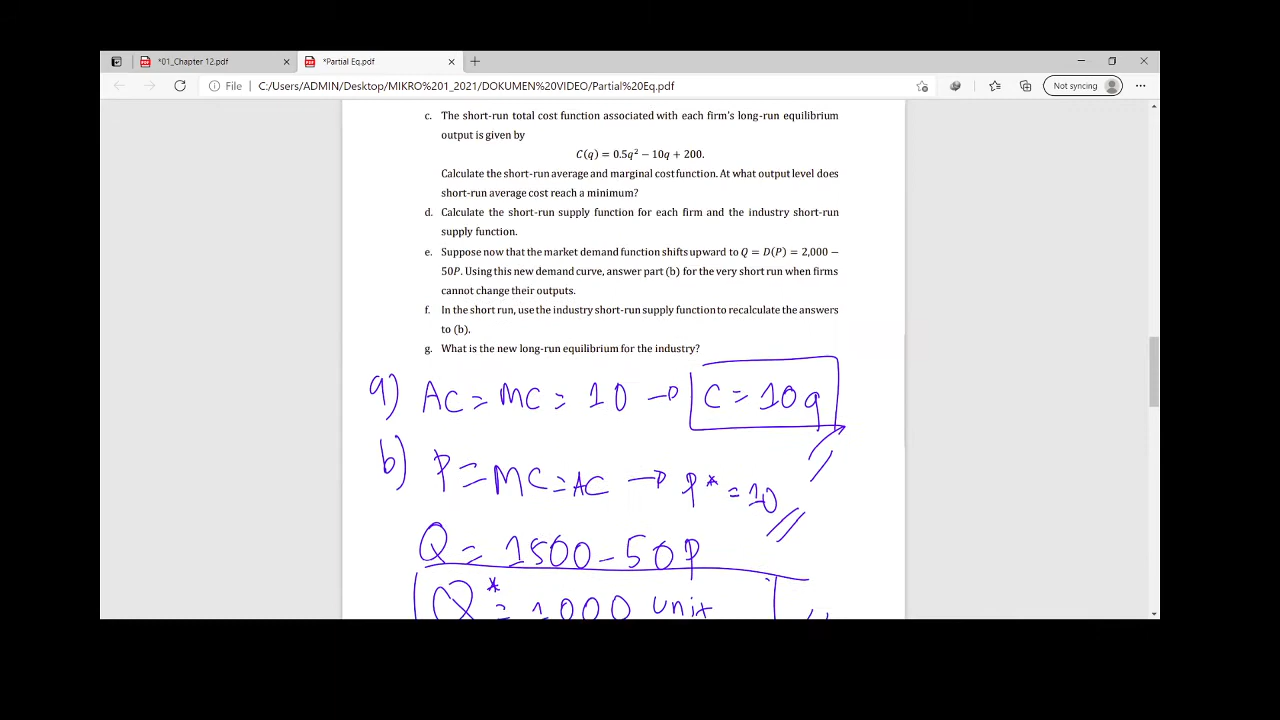 *01_Chapter 12.pdf
*Partial Eq.pdf
File
C:/Users/ADMIN/Desktop/MIKRO%201_2021/DOKUMEN%20VIDEO/Partial%20Eq.pdf
Not syncing
c. The short-run total cost function associated with each firm's long-run equilibrium
output is given by
C(q) = 0.5q² − 10q + 200.
Calculate the short-run average and marginal cost function. At what output level does
short-run average cost reach a minimum?
d. Calculate the short-run supply function for each firm and the industry short-run
supply function.
e. Suppose now that the market demand function shifts upward to Q = D(P) = 2,000 −
50P. Using this new demand curve, answer part (b) for the very short run when firms
cannot change their outputs.
f. In the short run, use the industry short-run supply function to recalculate the answers
to (b).
g. What is the new long-run equilibrium for the industry?
a) AC = MC = 10 → C = 10q
b) P = MC = AC → P* = 10
Q = 1500 - 50P
Q* = 1000 unit